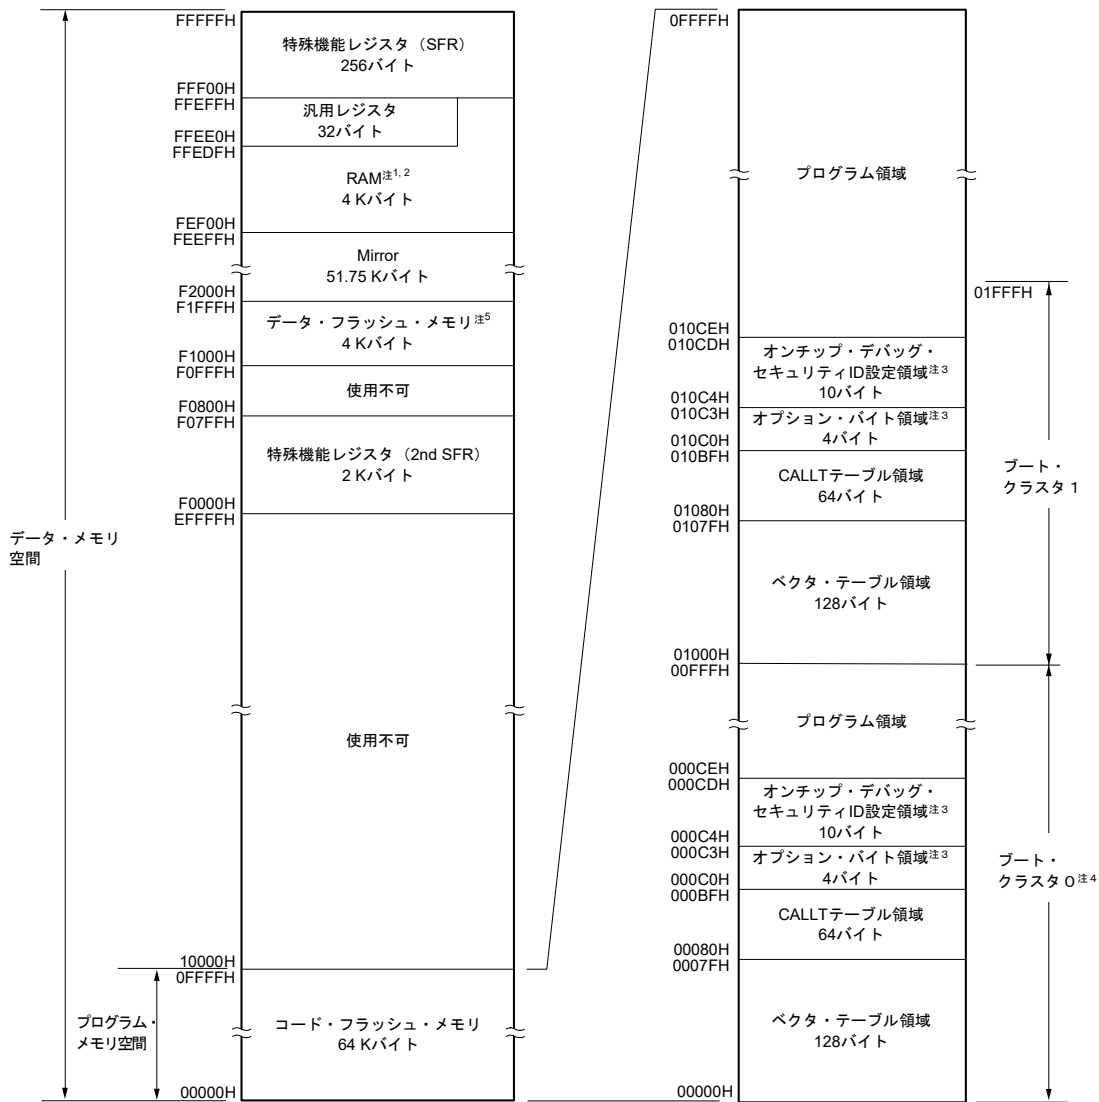 FFFFFH
特殊機能レジスタ（SFR）
256バイト
FFF00H
FFEFFH
汎用レジスタ
32バイト
FFEE0H
FFEDFH
RAM注1, 2
4 Kバイト
FEF00H
FEEFFH
Mirror
51.75 Kバイト
F2000H
F1FFFH
データ・フラッシュ・メモリ注5
4 Kバイト
F1000H
F0FFFH
使用不可
F0800H
F07FFH
特殊機能レジスタ（2nd SFR）
2 Kバイト
F0000H
EFFFFH
データ・メモリ
空間
使用不可
10000H
0FFFFH
プログラム・
メモリ空間
コード・フラッシュ・メモリ
64 Kバイト
00000H
0FFFFH
プログラム領域
01FFFH
010CEH
010CDH
オンチップ・デバッグ・
セキュリティID設定領域注3
10バイト
010C4H
010C3H
オプション・バイト領域注3
4バイト
010C0H
010BFH
CALLTテーブル領域
64バイト
01080H
0107FH
ベクタ・テーブル領域
128バイト
01000H
00FFFH
ブート・
クラスタ1
プログラム領域
000CEH
000CDH
オンチップ・デバッグ・
セキュリティID設定領域注3
10バイト
000C4H
000C3H
オプション・バイト領域注3
4バイト
000C0H
000BFH
CALLTテーブル領域
64バイト
00080H
0007FH
ベクタ・テーブル領域
128バイト
00000H
ブート・
クラスタ0注4